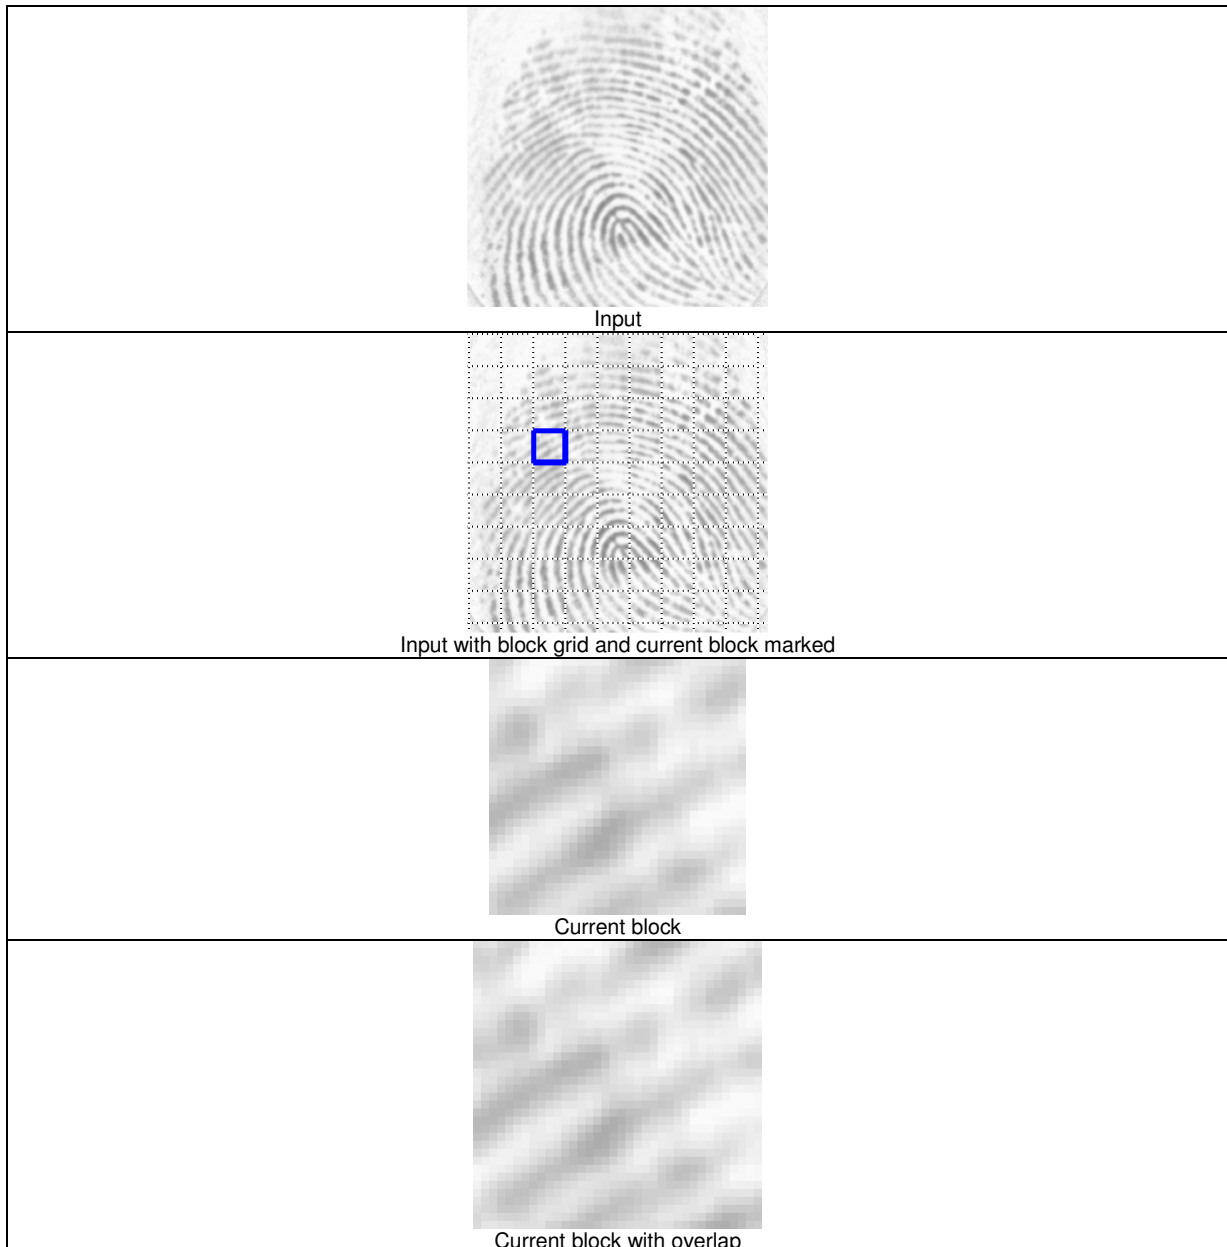 Input
Input with block grid and current block marked
Current block
Current block with overlap